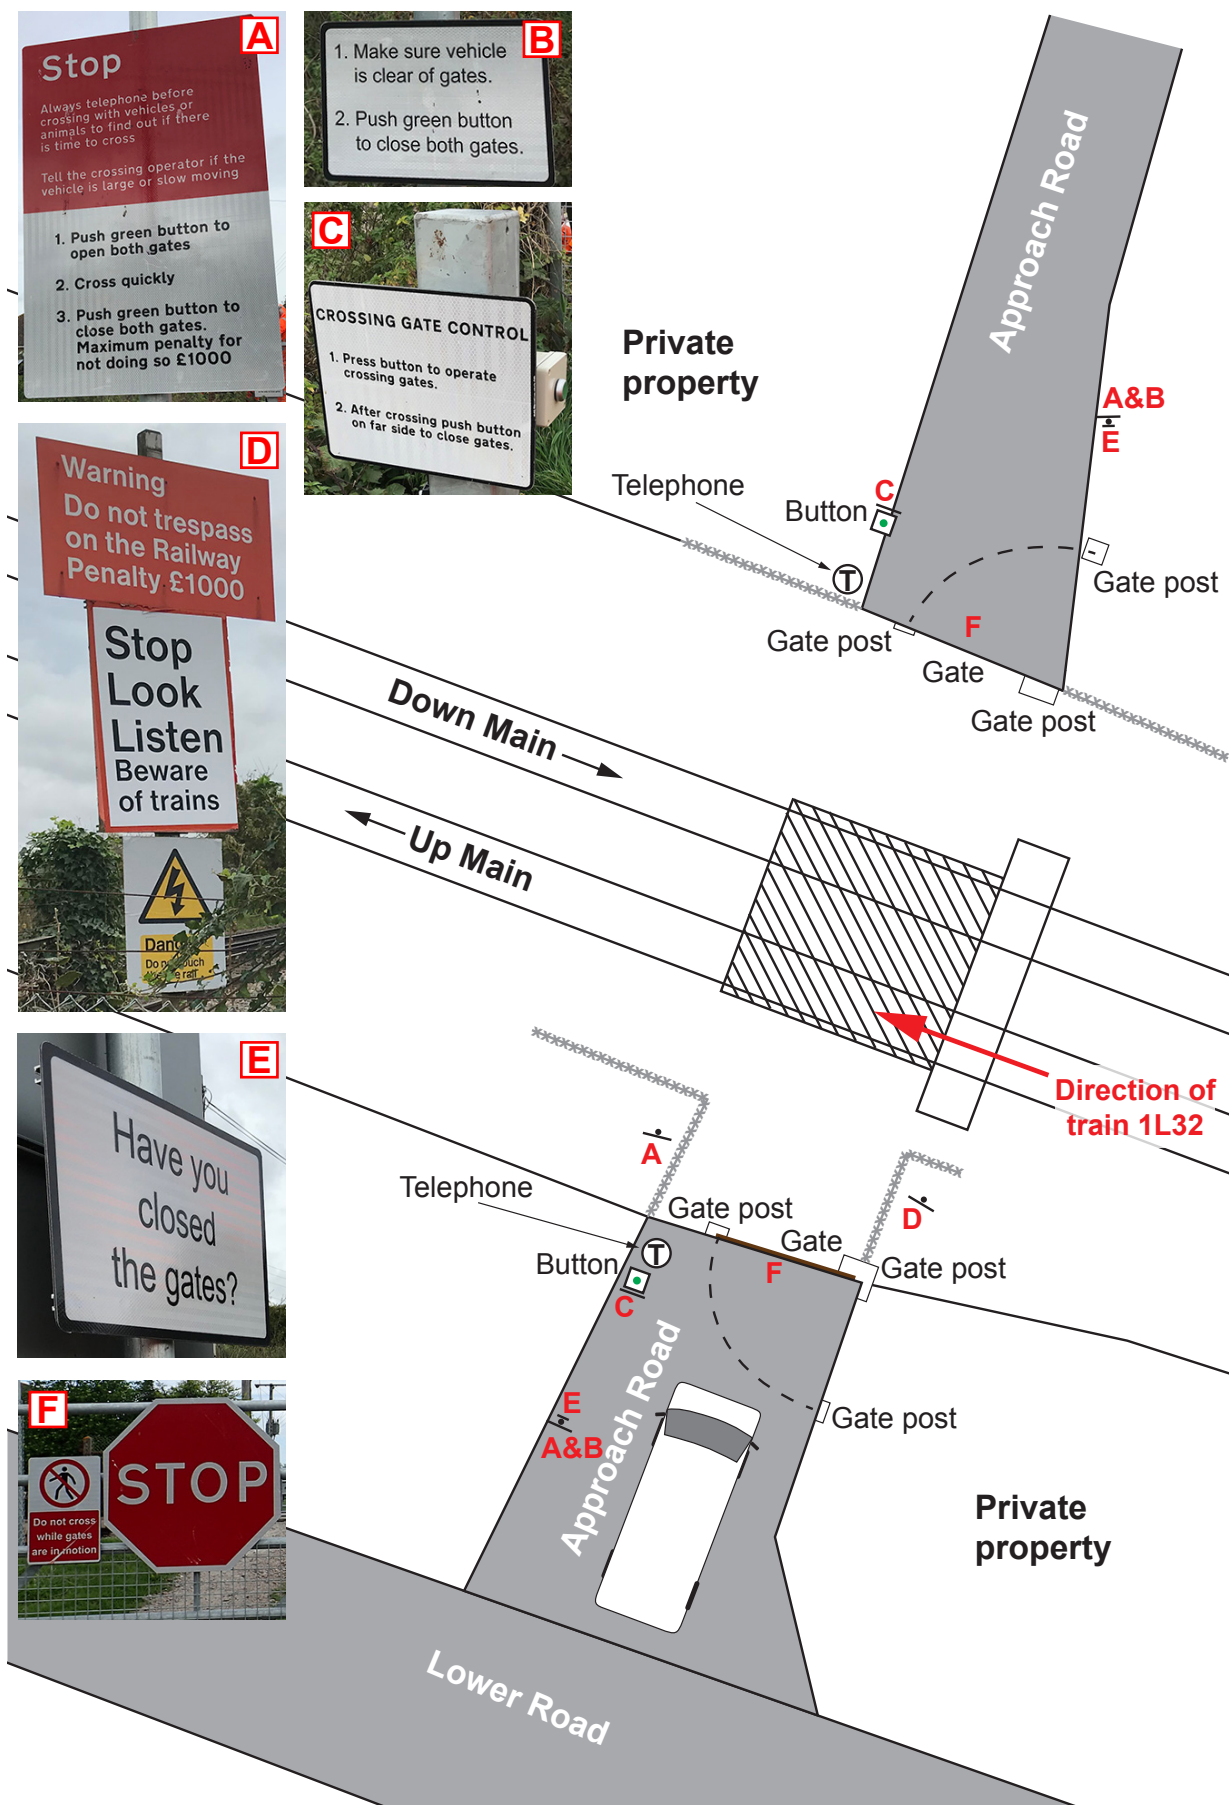 A
Stop
Always telephone before
crossing with vehicles or
animals to find out if there
is time to cross
Tell the crossing operator if the
vehicle is large or slow moving
1. Push green button to
open both gates
2. Cross quickly
3. Push green button to
close both gates.
Maximum penalty for
not doing so £1000
B
1. Make sure vehicle
is clear of gates.
2. Push green button
to close both gates.
C
CROSSING GATE CONTROL
1. Press button to operate
crossing gates.
2. After crossing push button
on far side to close gates.
D
Warning
Do not trespass
on the Railway
Penalty £1000
Stop
Look
Listen
Beware
of trains
Do not touch
rail
E
Have you
closed
the gates?
F
STOP
Do not cross
while gates
are in motion
Approach Road
Private
property
A&B
E
Telephone
C
Button
T
Gate post
Gate post
F
Gate
Gate post
Down Main
Up Main
Direction of
train 1L32
A
Telephone
D
Gate post
Gate
T
Button
F
Gate post
C
Approach Road
E
A&B
Gate post
Private
property
Lower Road